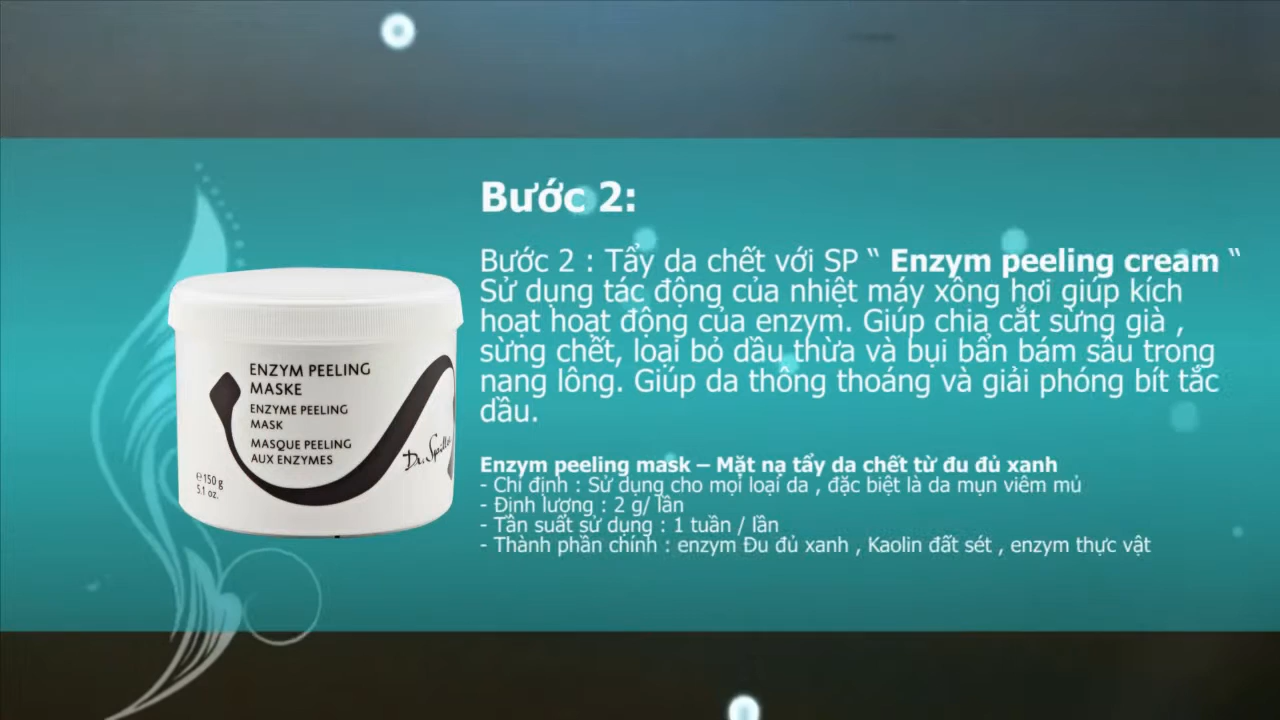 Bước 2:
Bước 2 : Tẩy da chết với SP “ Enzym peeling cream “
Sử dụng tác động của nhiệt máy xông hơi giúp kích
hoạt hoạt động của enzym. Giúp chia cắt sừng già ,
sừng chết, loại bỏ dầu thừa và bụi bẩn bám sâu trong
nang lông. Giúp da thông thoáng và giải phóng bít tắc
dầu.
Enzym peeling mask – Mặt nạ tẩy da chết từ đu đủ xanh
- Chỉ định : Sử dụng cho mọi loại da , đặc biệt là da mụn viêm mủ
- Định lượng : 2 g/ lần
- Tần suất sử dụng : 1 tuần / lần
- Thành phần chính : enzym Đu đủ xanh , Kaolin đất sét , enzym thực vật
ENZYM PEELING
MASKE
ENZYME PEELING
MASK
MASQUE PEELING
AUX ENZYMES
Dr. Spiller
℮150 g
5.1 oz.